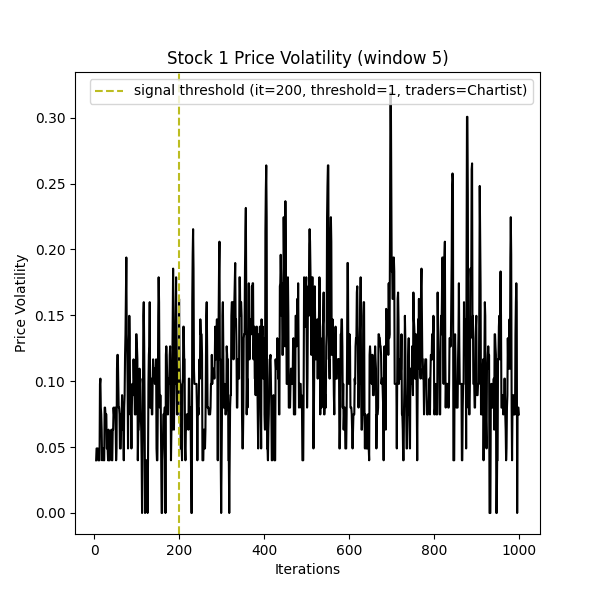 Stock 1 Price Volatility (window 5)
signal threshold (it=200, threshold=1, traders=Chartist)
0.30
0.25
0.20
0.15
0.10
0.05
0.00
Price Volatility
0 200 400 600 800 1000
Iterations